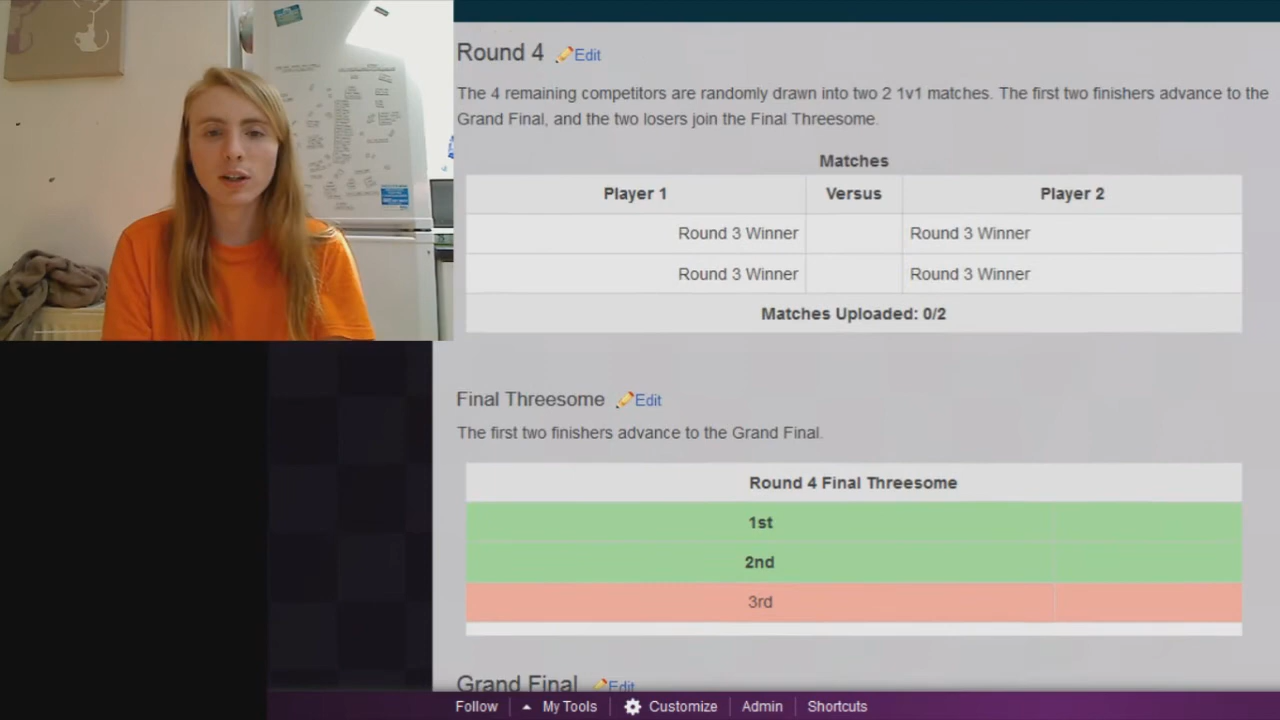 Round 4 Edit
The 4 remaining competitors are randomly drawn into two 2 1v1 matches. The first two finishers advance to the
Grand Final, and the two losers join the Final Threesome.
Matches
Player 1 Versus Player 2
Round 3 Winner Round 3 Winner
Round 3 Winner Round 3 Winner
Matches Uploaded: 0/2
Final Threesome Edit
The first two finishers advance to the Grand Final.
Round 4 Final Threesome
1st
2nd
3rd
Grand Final Edit
Follow My Tools Customize Admin Shortcuts